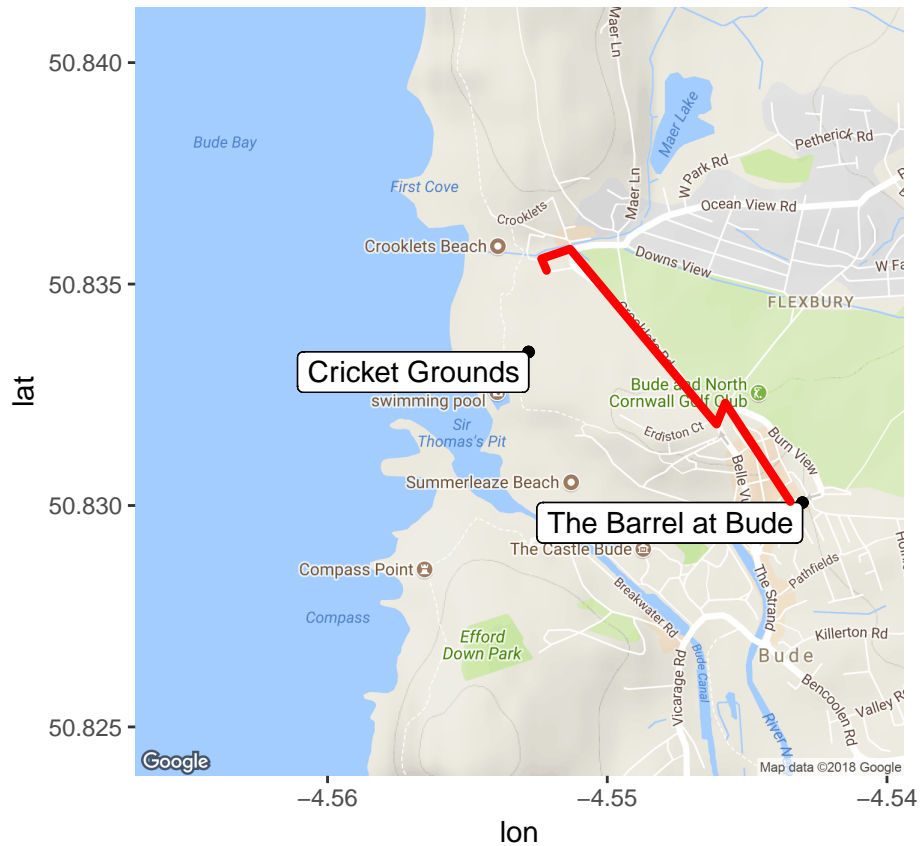 50.840
50.835
50.830
50.825
lat
−4.56
−4.55
−4.54
lon
Bude Bay
First Cove
Crooklets Beach
Crooklets
Maer Ln
Maer Lake
Maer Ln
W Park Rd
Petherick Rd
Ocean View Rd
Downs View
W Fa
FLEXBURY
Crooklets Rd
Cricket Grounds
swimming pool
Sir
Thomas's Pit
Bude and North
Cornwall Golf Club
Erdiston Ct
Burn View
Belle Vu
Summerleaze Beach
The Barrel at Bude
The Castle Bude
Compass Point
Compass
Breakwater Rd
The Strand
Pathfields
Efford
Down Park
Killerton Rd
Bude
Vicarage Rd
Bude Canal
River N
Bencoolen Rd
Valley Rd
Google
Map data ©2018 Google